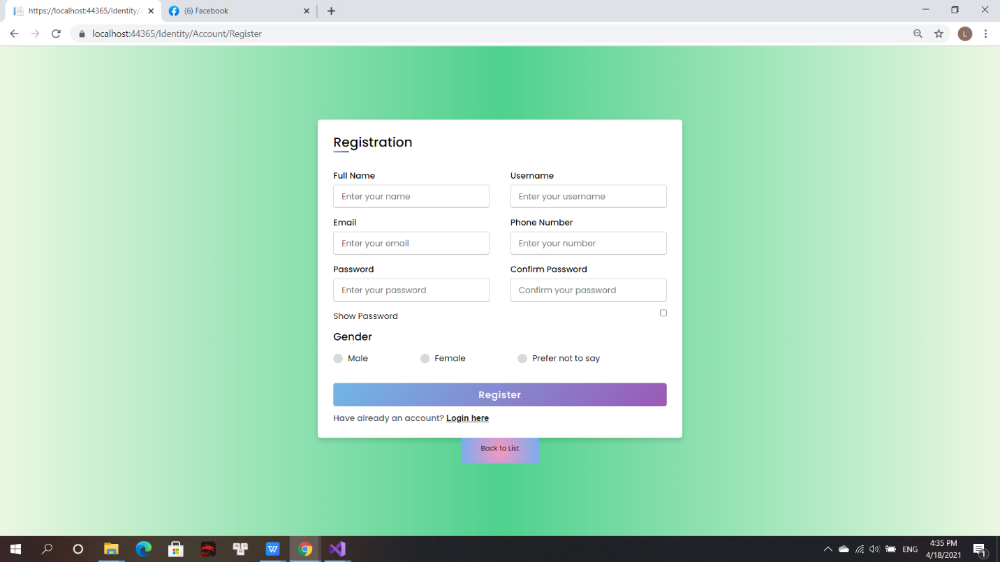 https://localhost:44365/Identity/A
(6) Facebook
localhost:44365/Identity/Account/Register
L
Registration
Full Name
Username
Enter your name
Enter your username
Email
Phone Number
Enter your email
Enter your number
Password
Confirm Password
Enter your password
Confirm your password
Show Password
Gender
Male
Female
Prefer not to say
Register
Have already an account? Login here
Back to List
W
ENG
4:35 PM
4/18/2021
1